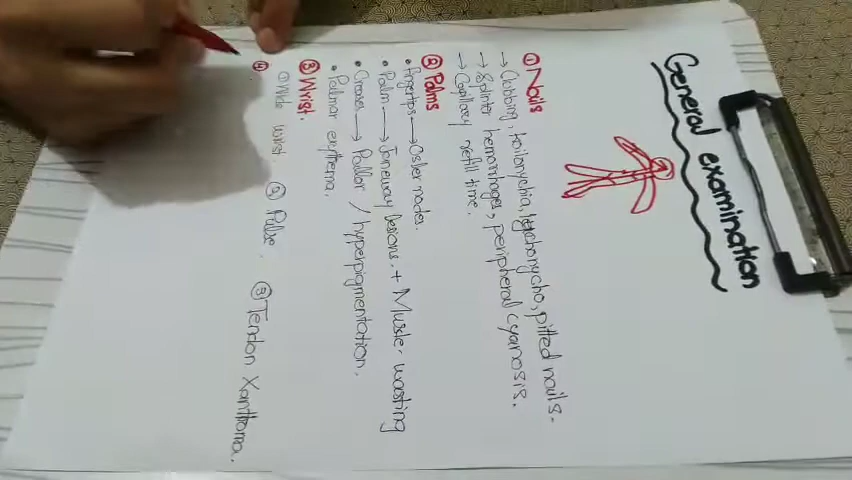 General examination
① Nails
→ Clubbing, koilonychia, leukonychia, pitted nails.
→ Splinter hemorrhages, peripheral cyanosis.
→ Capillary refill time.
② Palms
• Fingertips → Osler nodes.
• Palm → Janeway lesions. + Muscle wasting
• Creases → Pallor / hyperpigmentation.
• Palmar erythema.
③ Wrist.
① Wide wrist ② Pulse. ③ Tendon Xanthoma.
④